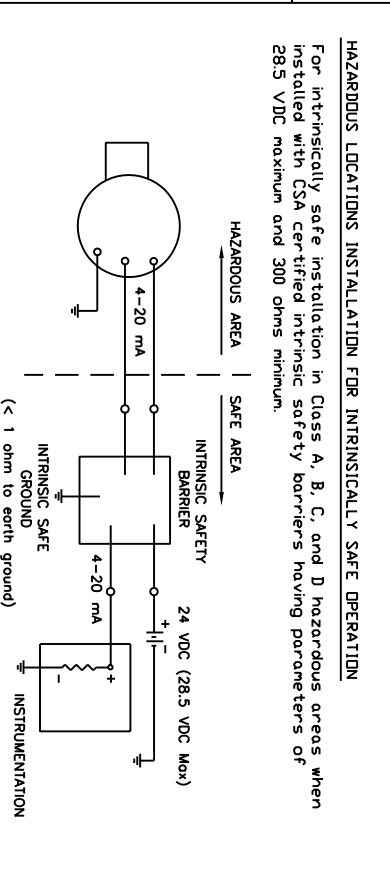 HAZARDOUS LOCATIONS INSTALLATION FOR INTRINSICALLY SAFE OPERATION
For intrinsically safe installation in Class A, B, C, and D hazardous areas when
installed with CSA certified intrinsic safety barriers having parameters of
28.5 VDC maximum and 300 ohms minimum.
HAZARDOUS AREA
SAFE AREA
4-20 mA
INTRINSIC SAFETY
BARRIER
24 VDC (28.5 VDC Max)
+
-
4-20 mA
+
-
INTRINSIC SAFE
GROUND
(< 1 ohm to earth ground)
INSTRUMENTATION